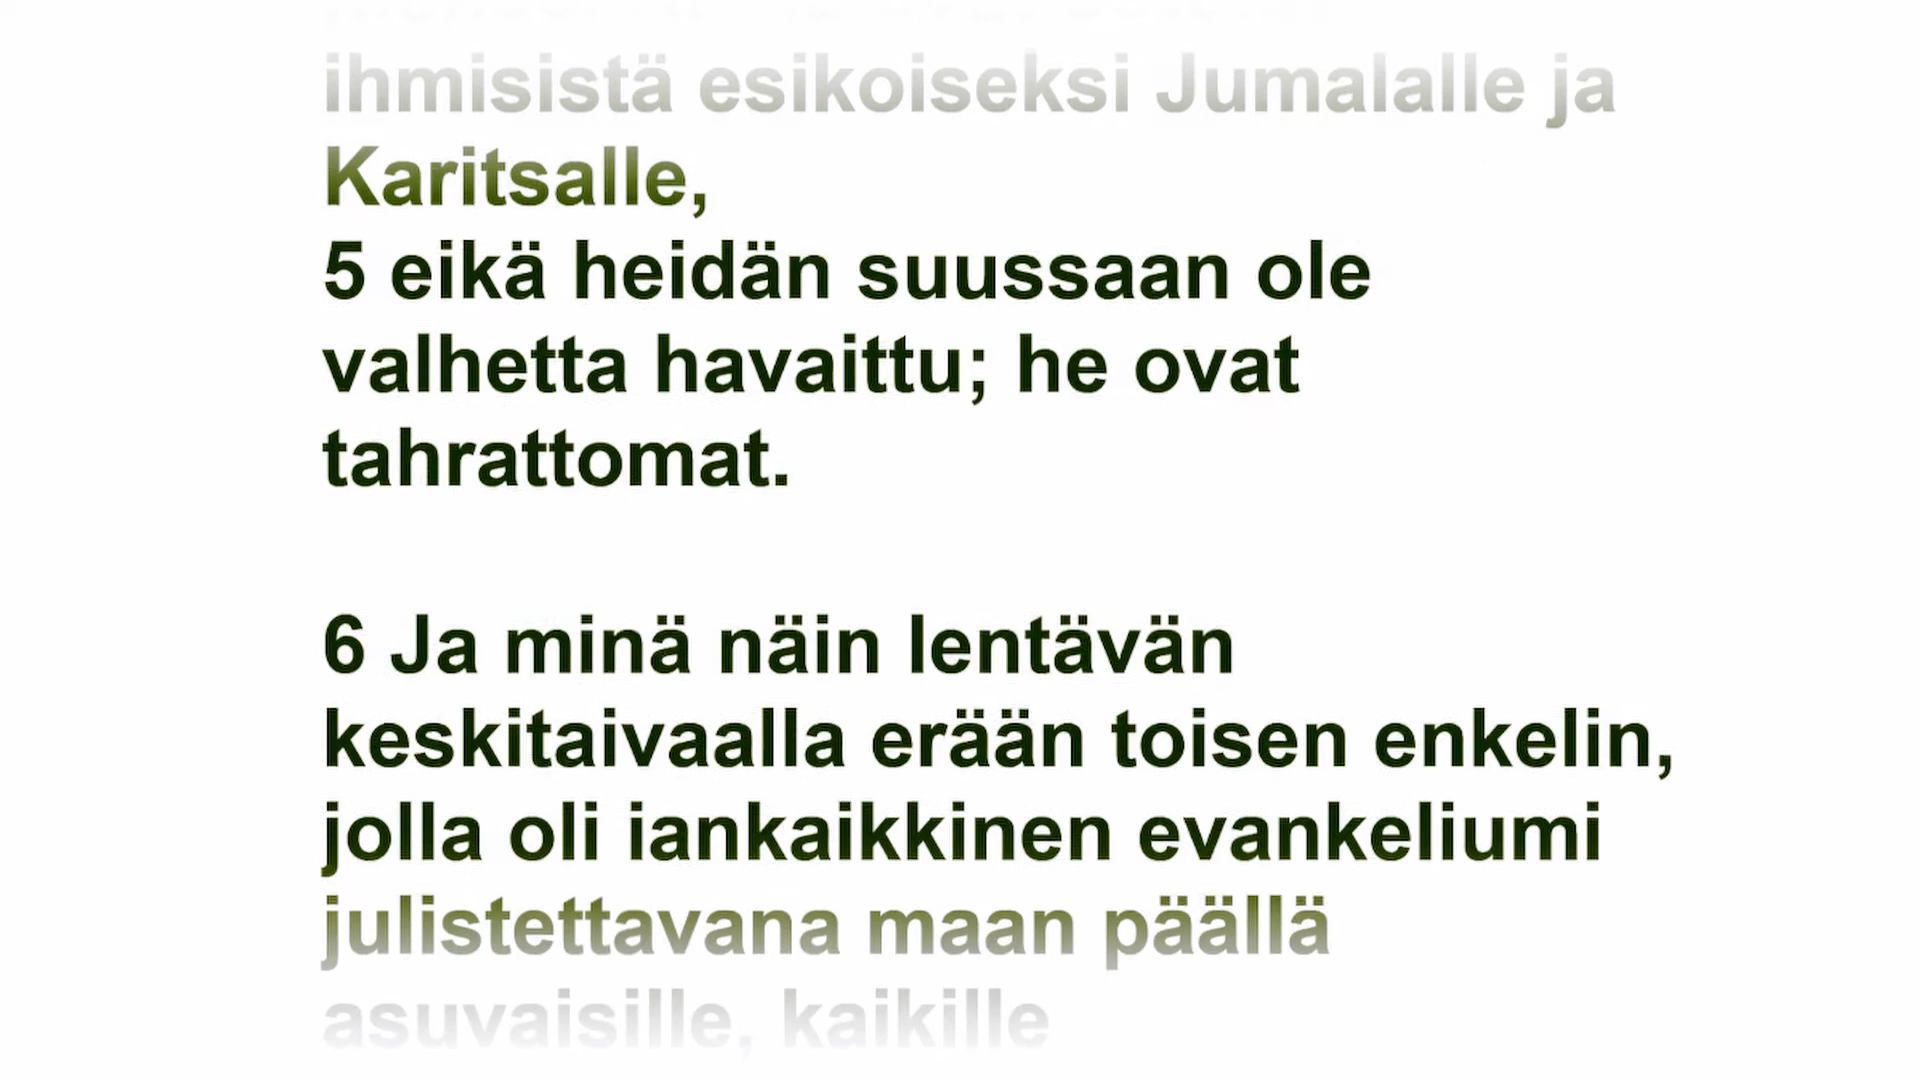 ihmisistä esikoiseksi Jumalalle ja
Karitsalle,
5 eikä heidän suussaan ole
valhetta havaittu; he ovat
tahrattomat.
6 Ja minä näin lentävän
keskitaivaalla erään toisen enkelin,
jolla oli iankaikkinen evankeliumi
julistettavana maan päällä
asuvaisille, kaikille